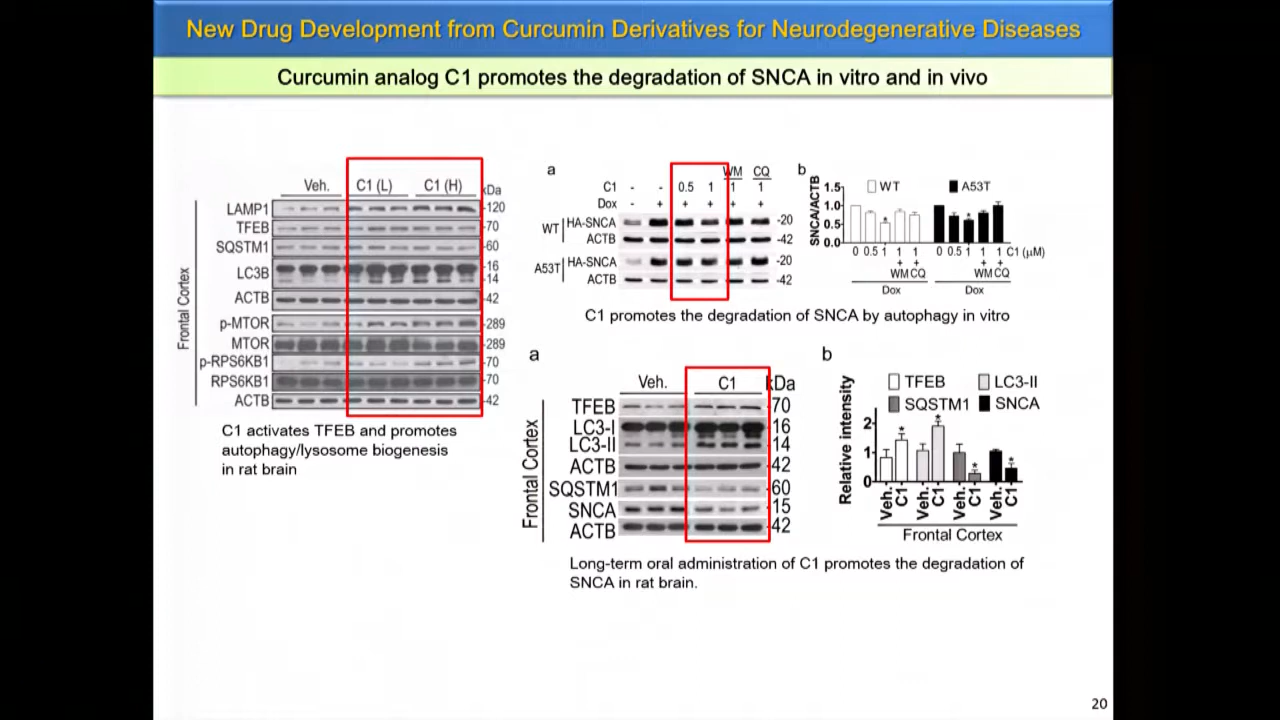 New Drug Development from Curcumin Derivatives for Neurodegenerative Diseases
Curcumin analog C1 promotes the degradation of SNCA in vitro and in vivo
Veh. C1 (L) C1 (H) kDa
LAMP1 -120
TFEB -70
SQSTM1 -60
LC3B -16
-14
ACTB -42
p-MTOR -289
MTOR -289
p-RPS6KB1 -70
RPS6KB1 -70
ACTB -42
Frontal Cortex
C1 activates TFEB and promotes
autophagy/lysosome biogenesis
in rat brain
a
WM CQ
C1 - - 0.5 1 1 1
Dox - + + + + +
WT HA-SNCA -20
ACTB -42
A53T HA-SNCA -20
ACTB -42
b
WT A53T
SNCA/ACTB
1.5
1.0
0.5
0.0
* *
0 0.5 1 1 1 0 0.5 1 1 1 C1 (μM)
+ + + +
WM CQ WM CQ
Dox Dox
C1 promotes the degradation of SNCA by autophagy in vitro
a
Veh. C1 kDa
TFEB -70
LC3-I -16
LC3-II -14
ACTB -42
SQSTM1 -60
SNCA -15
ACTB -42
Frontal Cortex
b
TFEB LC3-II
SQSTM1 SNCA
Relative intensity
2
1
0
* * * *
Veh. C1 Veh. C1 Veh. C1 Veh. C1
Frontal Cortex
Long-term oral administration of C1 promotes the degradation of
SNCA in rat brain.
20